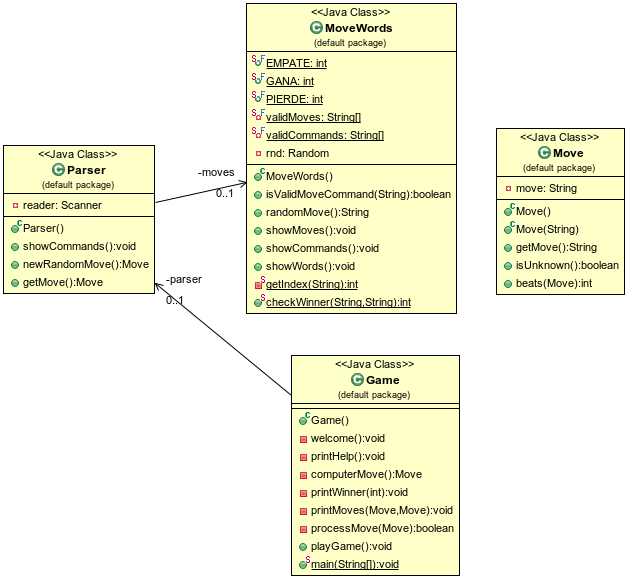 <<Java Class>>
MoveWords
(default package)
EMPATE: int
GANA: int
PIERDE: int
validMoves: String[]
validCommands: String[]
rnd: Random
MoveWords()
isValidMoveCommand(String):boolean
randomMove():String
showMoves():void
showCommands():void
showWords():void
getIndex(String):int
checkWinner(String,String):int
<<Java Class>>
Parser
(default package)
reader: Scanner
Parser()
showCommands():void
newRandomMove():Move
getMove():Move
-moves
0..1
<<Java Class>>
Move
(default package)
move: String
Move()
Move(String)
getMove():String
isUnknown():boolean
beats(Move):int
-parser
0..1
<<Java Class>>
Game
(default package)
Game()
welcome():void
printHelp():void
computerMove():Move
printWinner(int):void
printMoves(Move,Move):void
processMove(Move):boolean
playGame():void
main(String[]):void